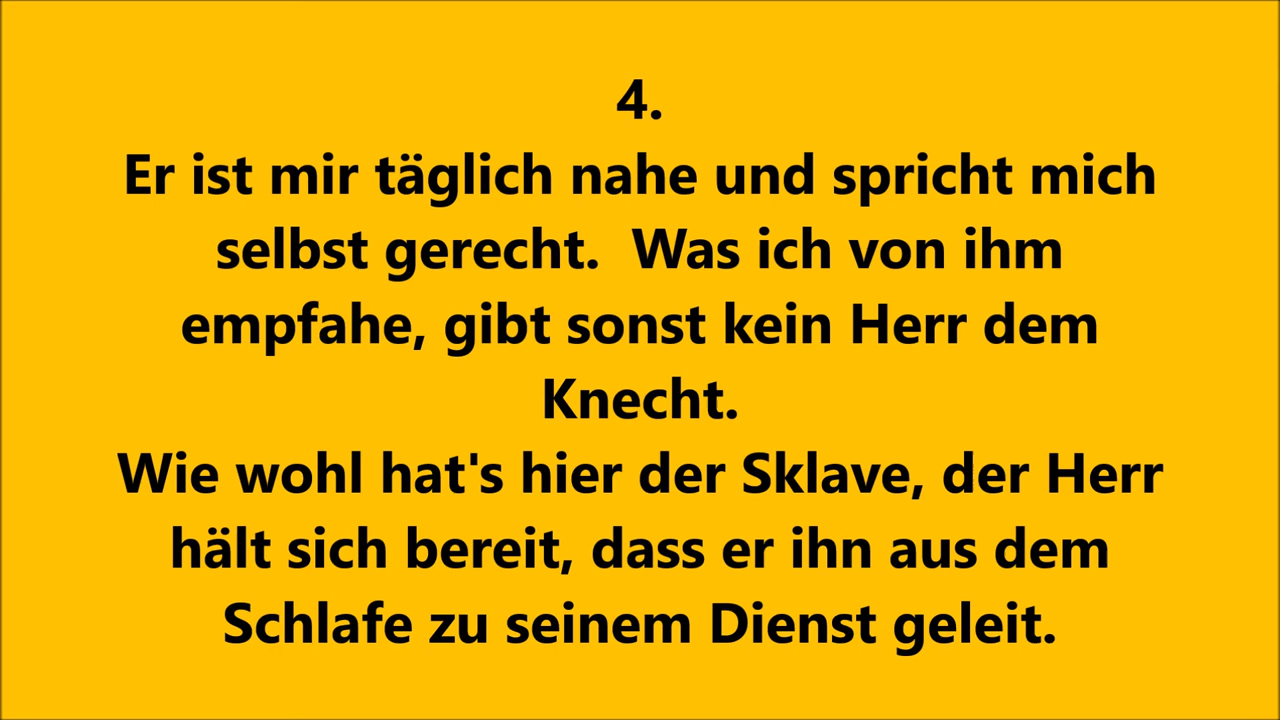 4.
Er ist mir täglich nahe und spricht mich
selbst gerecht.  Was ich von ihm
empfahe, gibt sonst kein Herr dem
Knecht.
Wie wohl hat's hier der Sklave, der Herr
hält sich bereit, dass er ihn aus dem
Schlafe zu seinem Dienst geleit.